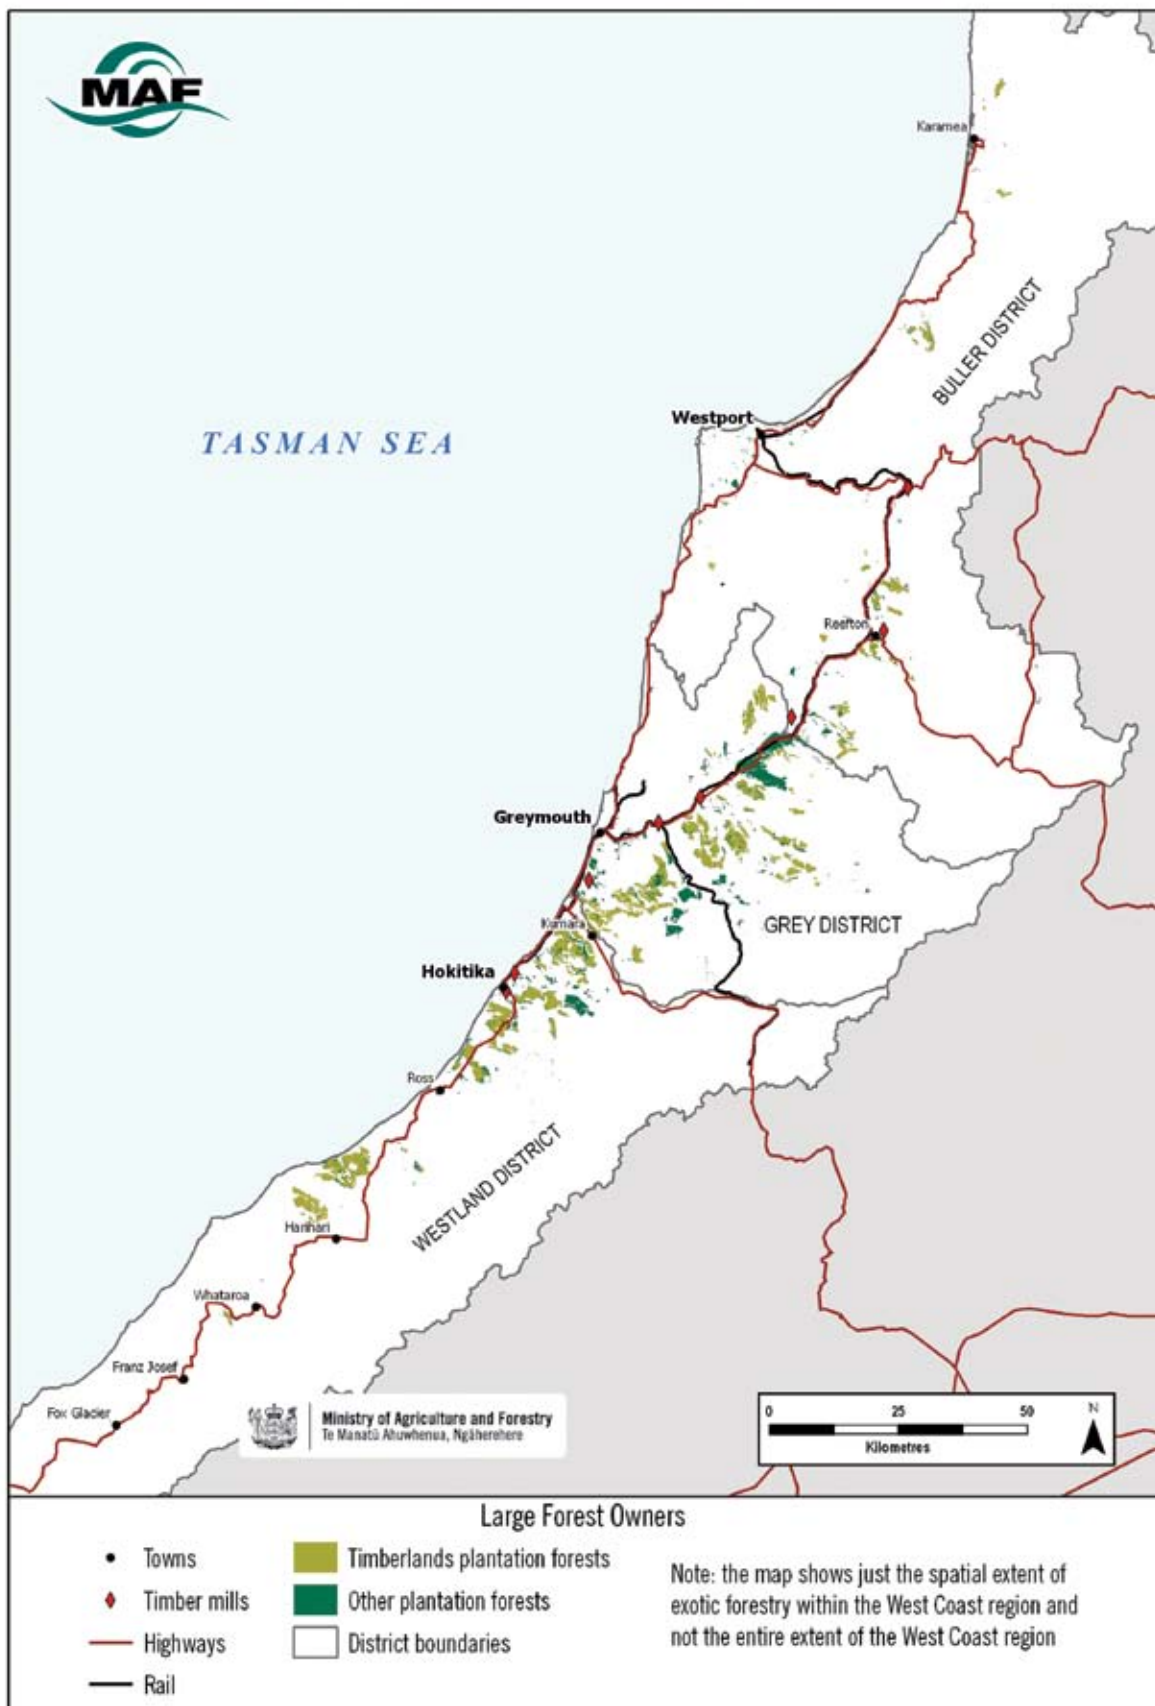 MAF
Karamea
BULLER DISTRICT
Westport
TASMAN SEA
Reefton
Greymouth
Kumara
GREY DISTRICT
Hokitika
Ross
WESTLAND DISTRICT
Harihari
Whataroa
Franz Josef
Fox Glacier
Ministry of Agriculture and Forestry
Te Manatū Ahuwhenua, Ngāherehere
0 25 50
Kilometres
N
Large Forest Owners
Towns
Timber mills
Highways
Rail
Timberlands plantation forests
Other plantation forests
District boundaries
Note: the map shows just the spatial extent of
exotic forestry within the West Coast region and
not the entire extent of the West Coast region